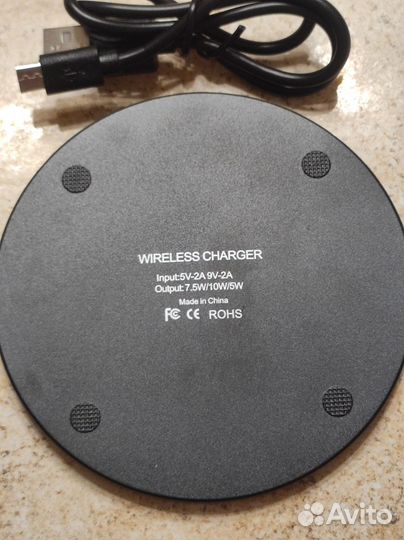 WIRELESS CHARGER
Input:5V-2A 9V-2A
Output:7.5W/10W/5W
Made in China
FC CE ROHS
Avito